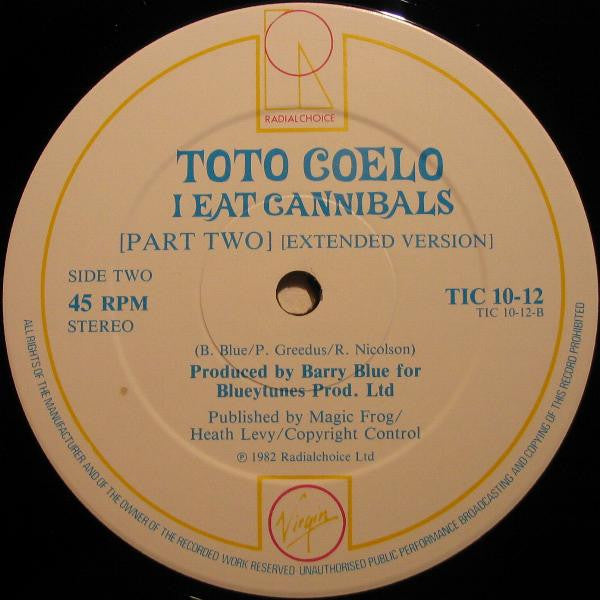 RADIALCHOICE
TOTO COELO
I EAT CANNIBALS
[PART TWO] [EXTENDED VERSION]
SIDE TWO
45 RPM
STEREO
TIC 10-12
TIC 10-12-B
(B. Blue/P. Greedus/R. Nicolson)
Produced by Barry Blue for
Blueytunes Prod. Ltd
Published by Magic Frog/
Heath Levy/Copyright Control
℗ 1982 Radialchoice Ltd
Virgin
ALL RIGHTS OF THE MANUFACTURER AND OF THE OWNER OF THE RECORDED WORK RESERVED · UNAUTHORISED PUBLIC PERFORMANCE BROADCASTING AND COPYING OF THIS RECORD PROHIBITED